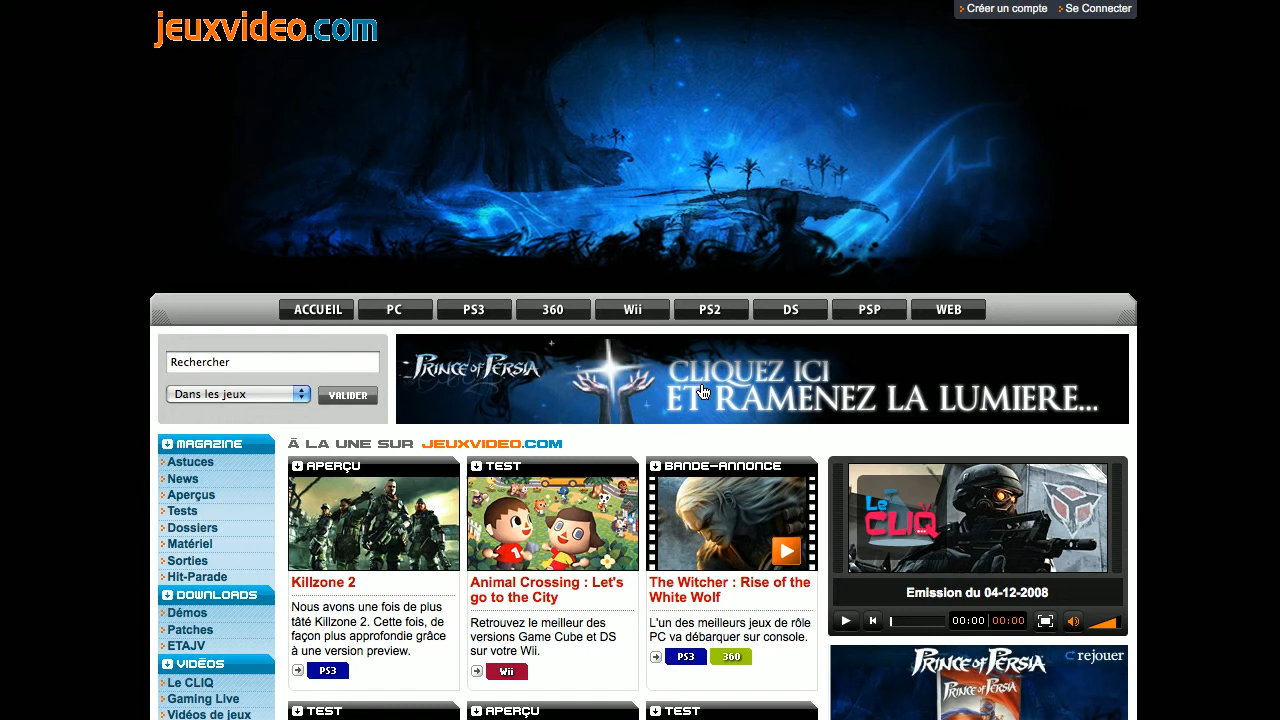 jeuxvideo.com
Créer un compte
Se Connecter
ACCUEIL
PC
PS3
360
Wii
PS2
DS
PSP
WEB
Rechercher
Dans les jeux
VALIDER
PRINCE OF PERSIA
CLIQUEZ ICI
ET RAMENEZ LA LUMIERE...
MAGAZINE
Astuces
News
Aperçus
Tests
Dossiers
Matériel
Sorties
Hit-Parade
DOWNLOADS
Démos
Patches
ETAJV
VIDÉOS
Le CLIQ
Gaming Live
Vidéos de jeux
À LA UNE SUR JEUXVIDEO.COM
APERÇU
Killzone 2
Nous avons une fois de plus
tâté Killzone 2. Cette fois, de
façon plus approfondie grâce
à une version preview.
PS3
TEST
Animal Crossing : Let's
go to the City
Retrouvez le meilleur des
versions Game Cube et DS
sur votre Wii.
Wii
BANDE-ANNONCE
The Witcher : Rise of the
White Wolf
L'un des meilleurs jeux de rôle
PC va débarquer sur console.
PS3
360
Le
CLIQ
Emission du 04-12-2008
00:00
00:00
PRINCE OF PERSIA
rejouer
PRINCE OF PERSIA
TEST
APERÇU
TEST